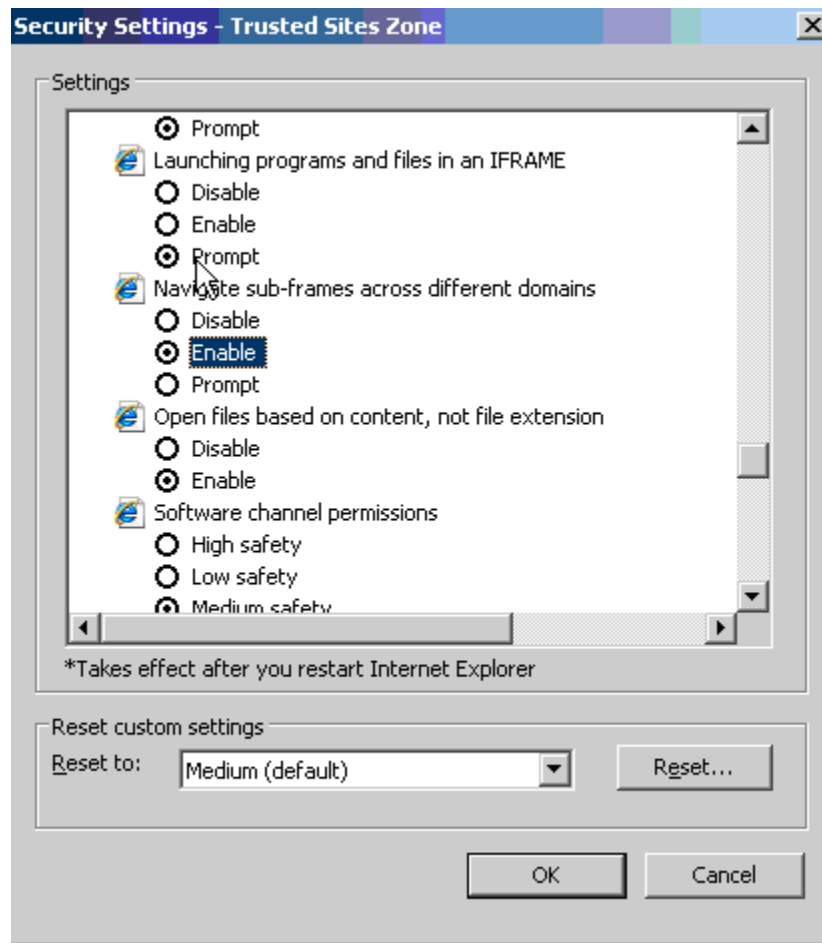 Security Settings - Trusted Sites Zone
Settings
Prompt
Launching programs and files in an IFRAME
Disable
Enable
Prompt
Navigate sub-frames across different domains
Disable
Enable
Prompt
Open files based on content, not file extension
Disable
Enable
Software channel permissions
High safety
Low safety
Medium safety
*Takes effect after you restart Internet Explorer
Reset custom settings
Reset to: Medium (default) Reset...
OK Cancel